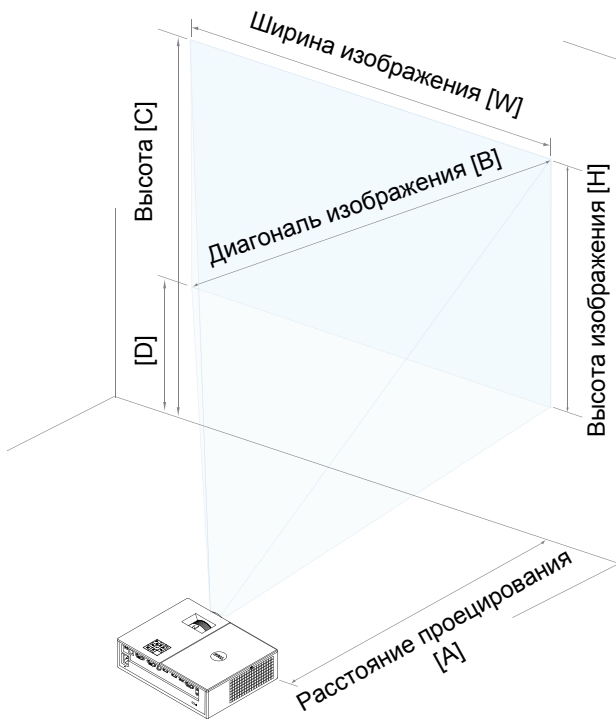 Ширина изображения [W]
Высота [C]
Диагональ изображения [B]
Высота изображения [H]
[D]
Расстояние проецирования
[A]